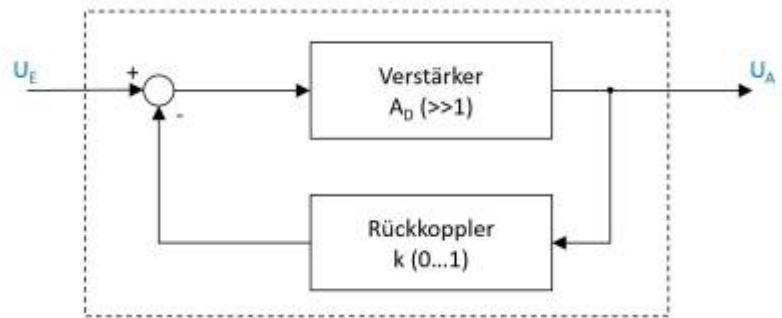 U_E
+
-
Verstärker
A_D (>>1)
U_A
Rückkoppler
k (0...1)